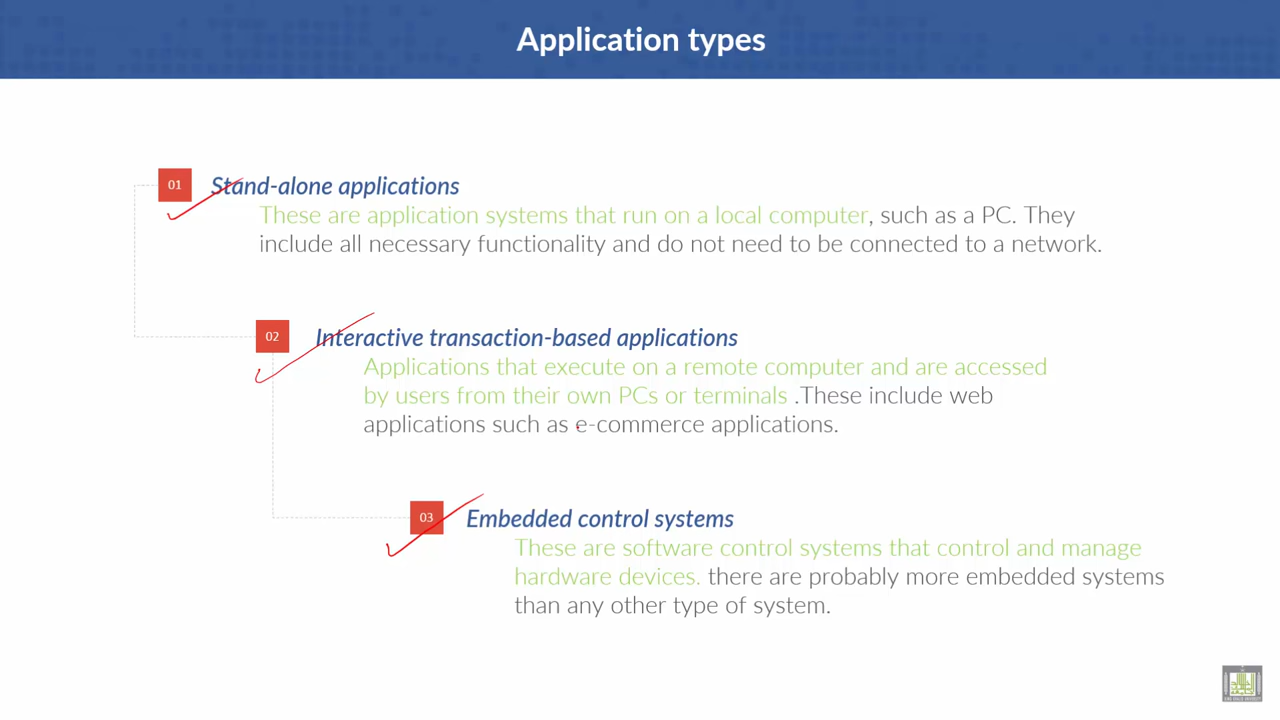 Application types
01
Stand-alone applications
These are application systems that run on a local computer, such as a PC. They
include all necessary functionality and do not need to be connected to a network.
02
Interactive transaction-based applications
Applications that execute on a remote computer and are accessed
by users from their own PCs or terminals .These include web
applications such as e-commerce applications.
03
Embedded control systems
These are software control systems that control and manage
hardware devices. there are probably more embedded systems
than any other type of system.